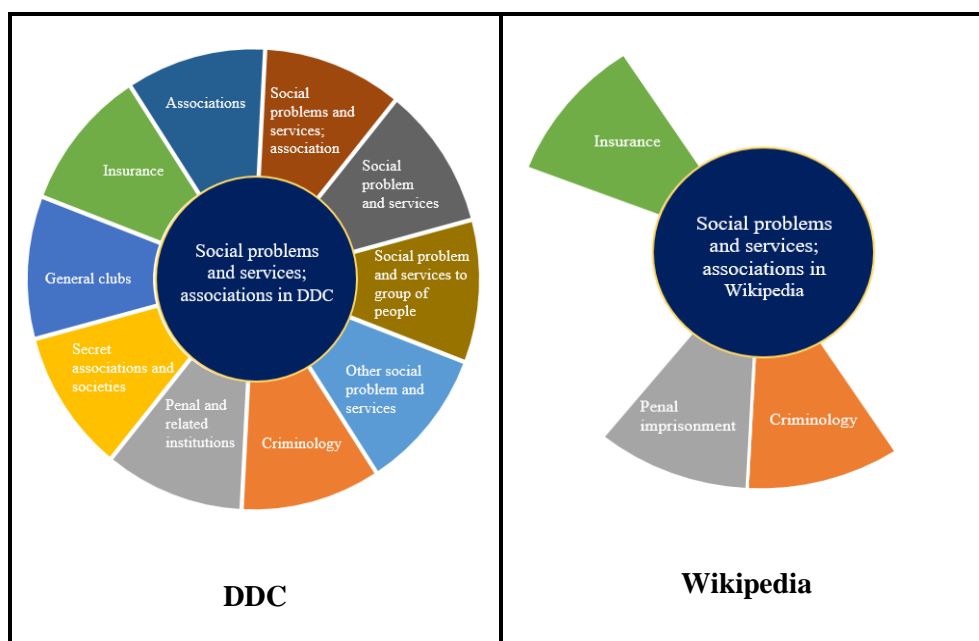 Associations
Social
problems and
services;
association
Social
problem
and services
Social problem
and services to
group of
people
Other social
problem and
services
Criminology
Penal and
related
institutions
Secret
associations and
societies
General clubs
Insurance
Social problems
and services;
associations in DDC
DDC
Insurance
Social problems
and services;
associations in
Wikipedia
Penal
imprisonment
Criminology
Wikipedia